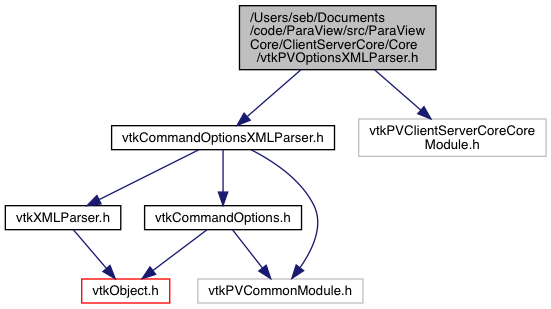 /Users/seb/Documents
/code/ParaView/src/ParaView
Core/ClientServerCore/Core
/vtkPVOptionsXMLParser.h
vtkCommandOptionsXMLParser.h
vtkPVClientServerCoreCore
Module.h
vtkXMLParser.h
vtkCommandOptions.h
vtkObject.h
vtkPVCommonModule.h